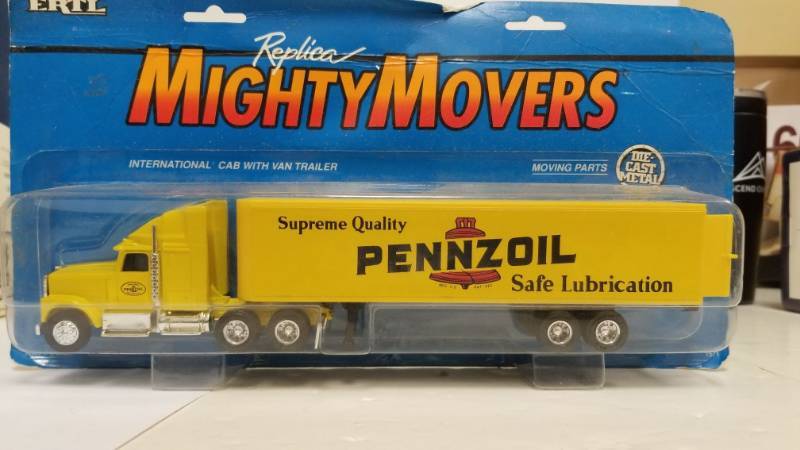 ERTL
Replica
MIGHTY MOVERS
INTERNATIONAL® CAB WITH VAN TRAILER
MOVING PARTS
DIE-
CAST
METAL
Supreme Quality
PENNZOIL
Safe Lubrication
PENNZOIL